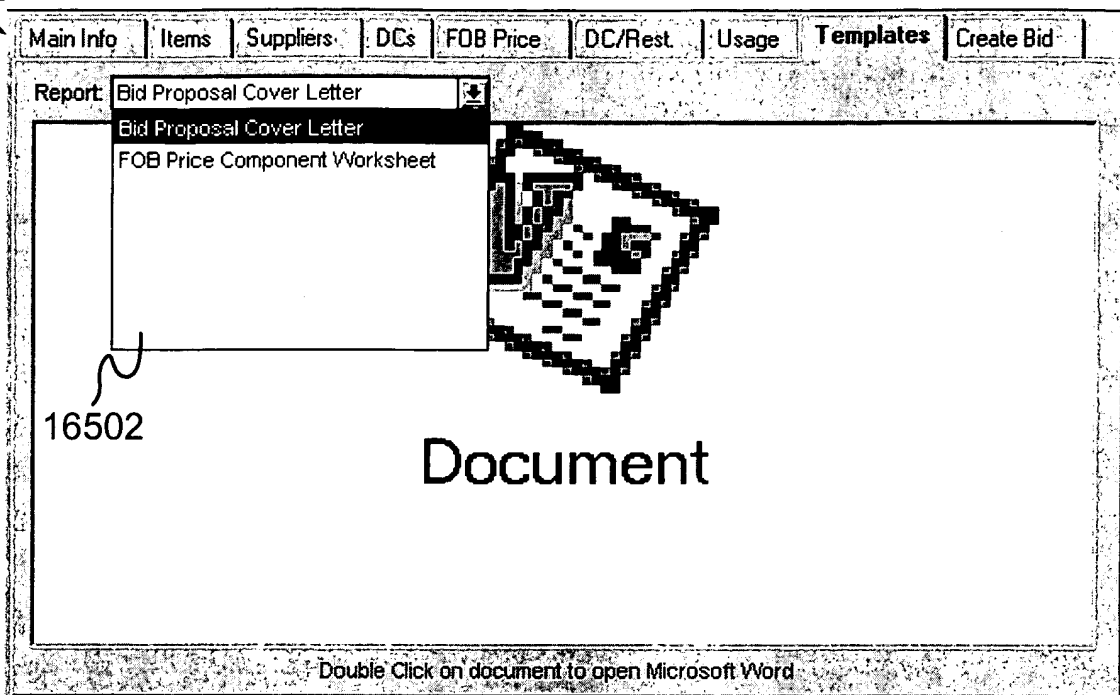 Main Info Items Suppliers DCs FOB Price DC/Rest. Usage Templates Create Bid
Report: Bid Proposal Cover Letter
Bid Proposal Cover Letter
FOB Price Component Worksheet
16502
Document
Double Click on document to open Microsoft Word